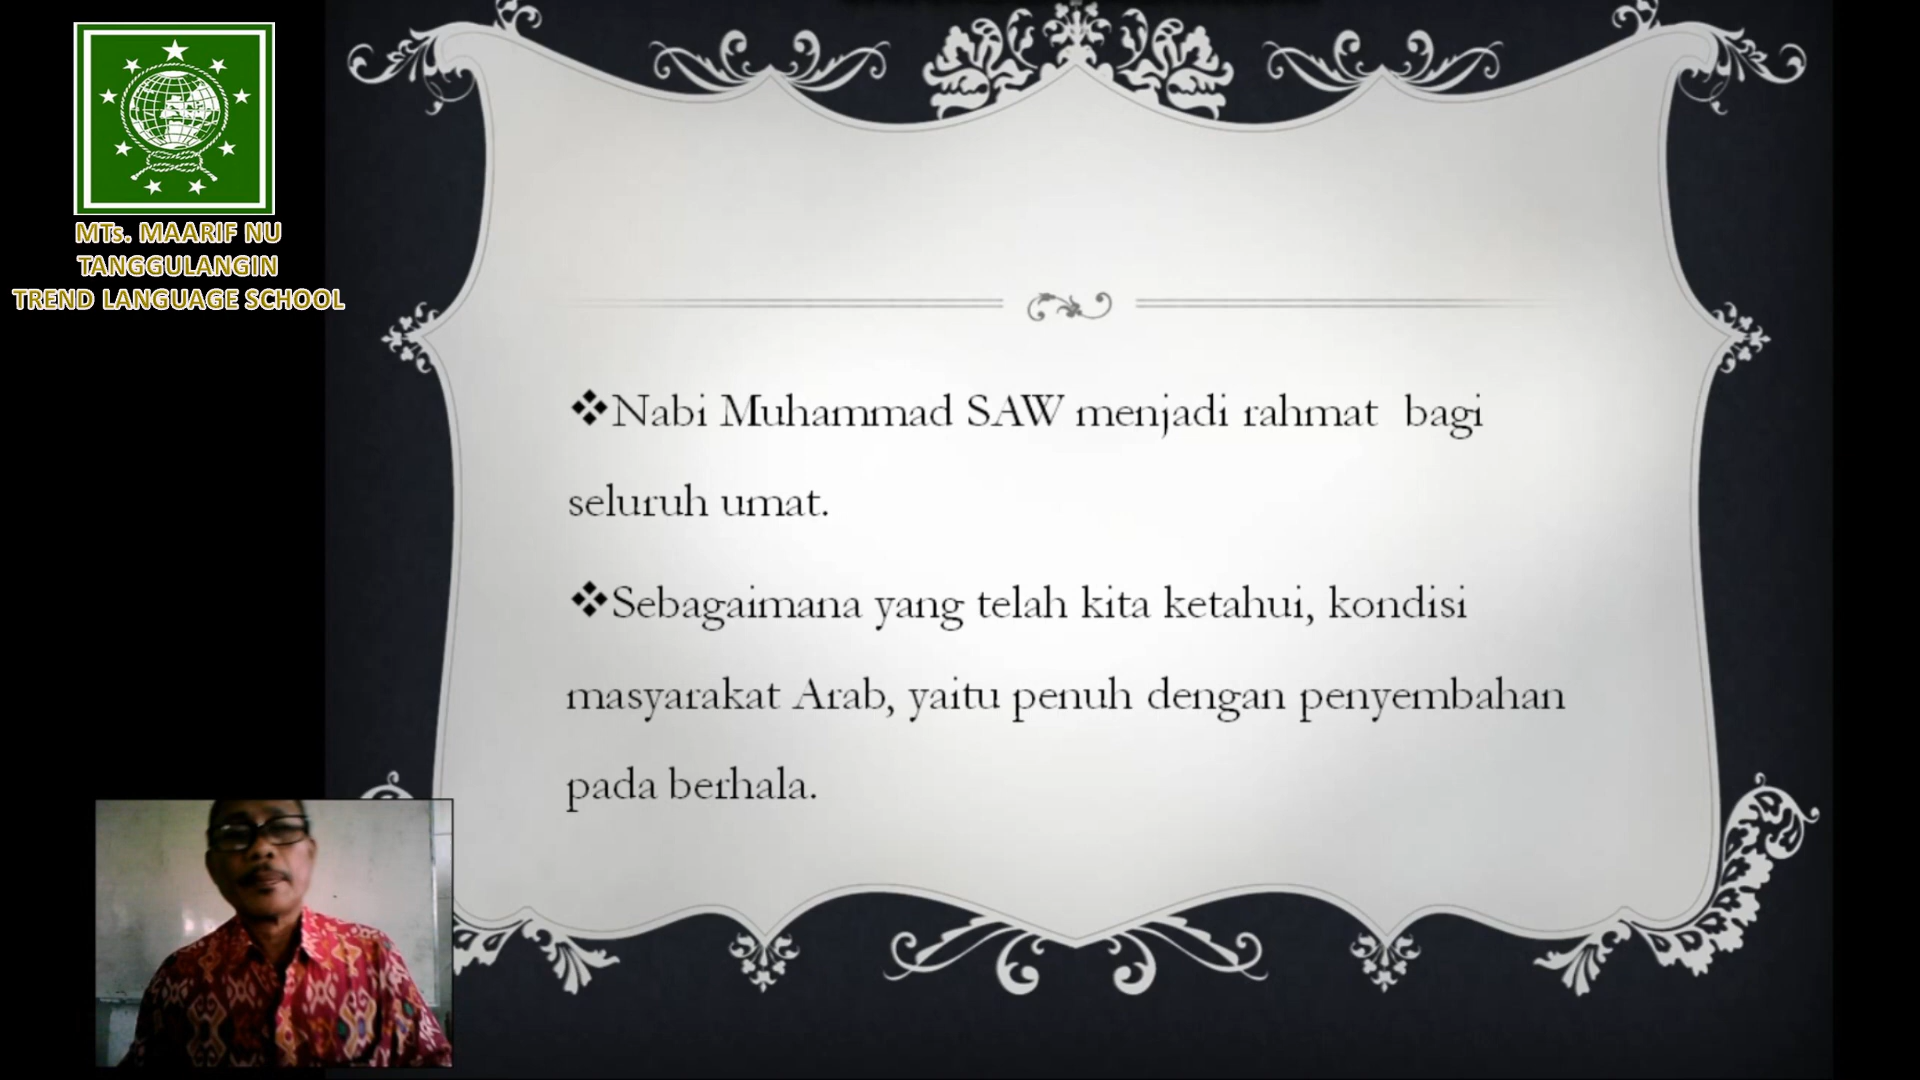 MTs. MAARIF NU
TANGGULANGIN
TREND LANGUAGE SCHOOL
❖Nabi Muhammad SAW menjadi rahmat  bagi
seluruh umat.
❖Sebagaimana yang telah kita ketahui, kondisi
masyarakat Arab, yaitu penuh dengan penyembahan
pada berhala.